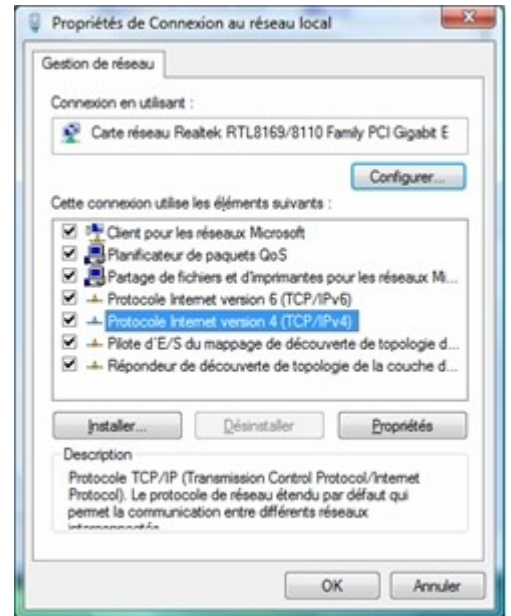 Propriétés de Connexion au réseau local
Gestion de réseau
Connexion en utilisant :
Carte réseau Realtek RTL8169/8110 Family PCI Gigabit E
Configurer...
Cette connexion utilise les éléments suivants :
Client pour les réseaux Microsoft
Planificateur de paquets QoS
Partage de fichiers et d'imprimantes pour les réseaux Mi...
Protocole Internet version 6 (TCP/IPv6)
Protocole Internet version 4 (TCP/IPv4)
Pilote d'E/S du mappage de découverte de topologie d...
Répondeur de découverte de topologie de la couche d...
Installer...
Désinstaller
Propriétés
Description
Protocole TCP/IP (Transmission Control Protocol/Internet
Protocol). Le protocole de réseau étendu par défaut qui
permet la communication entre différents réseaux
OK
Annuler